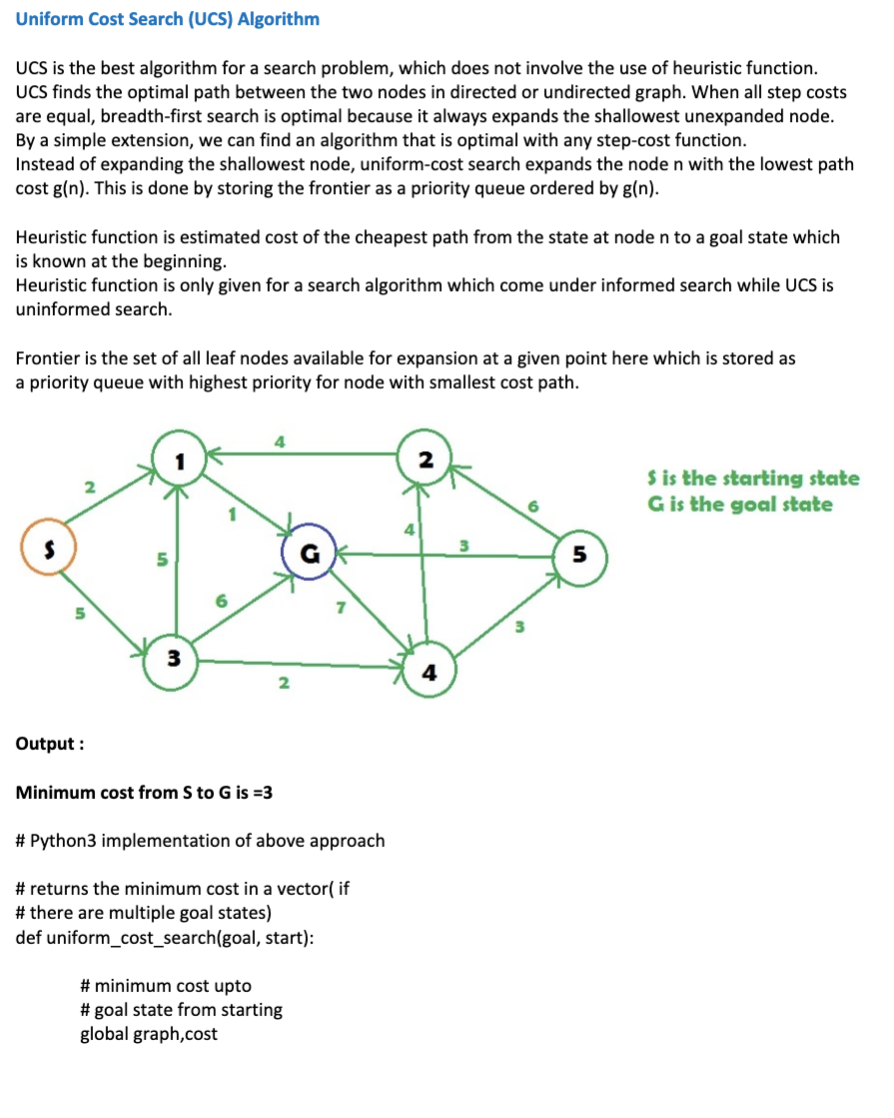 Uniform Cost Search (UCS) Algorithm
UCS is the best algorithm for a search problem, which does not involve the use of heuristic function.
UCS finds the optimal path between the two nodes in directed or undirected graph. When all step costs
are equal, breadth-first search is optimal because it always expands the shallowest unexpanded node.
By a simple extension, we can find an algorithm that is optimal with any step-cost function.
Instead of expanding the shallowest node, uniform-cost search expands the node n with the lowest path
cost g(n). This is done by storing the frontier as a priority queue ordered by g(n).
Heuristic function is estimated cost of the cheapest path from the state at node n to a goal state which
is known at the beginning.
Heuristic function is only given for a search algorithm which come under informed search while UCS is
uninformed search.
Frontier is the set of all leaf nodes available for expansion at a given point here which is stored as
a priority queue with highest priority for node with smallest cost path.
4
1
2
S is the starting state
2
G is the goal state
1
6
4
S
5
G
3
5
6
7
5
3
3
4
2
Output :
Minimum cost from S to G is =3
# Python3 implementation of above approach
# returns the minimum cost in a vector( if
# there are multiple goal states)
def uniform_cost_search(goal, start):
# minimum cost upto
# goal state from starting
global graph,cost